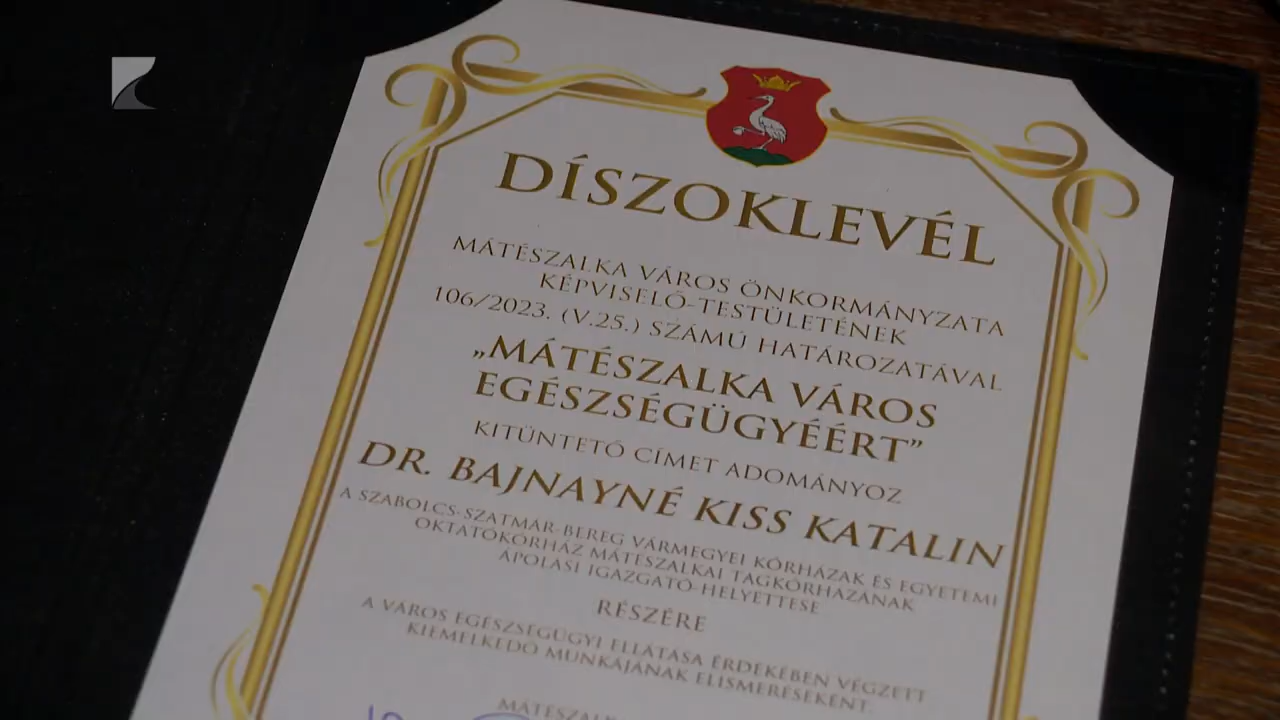 DÍSZOKLEVÉL
MÁTÉSZALKA VÁROS ÖNKORMÁNYZATA
KÉPVISELŐ-TESTÜLETÉNEK
106/2023. (V.25.) SZÁMÚ HATÁROZATÁVAL
„MÁTÉSZALKA VÁROS
EGÉSZSÉGÜGYÉÉRT”
KITÜNTETŐ CÍMET ADOMÁNYOZ
DR. BAJNAYNÉ KISS KATALIN
A SZABOLCS-SZATMÁR-BEREG VÁRMEGYEI KÓRHÁZAK ÉS EGYETEMI
OKTATÓKÓRHÁZ MÁTÉSZALKAI TAGKÓRHÁZÁNAK
ÁPOLÁSI IGAZGATÓ-HELYETTESE
RÉSZÉRE
A VÁROS EGÉSZSÉGÜGYI ELLÁTÁSA ÉRDEKÉBEN VÉGZETT
KIEMELKEDŐ MUNKÁJÁNAK ELISMERÉSEKÉNT.